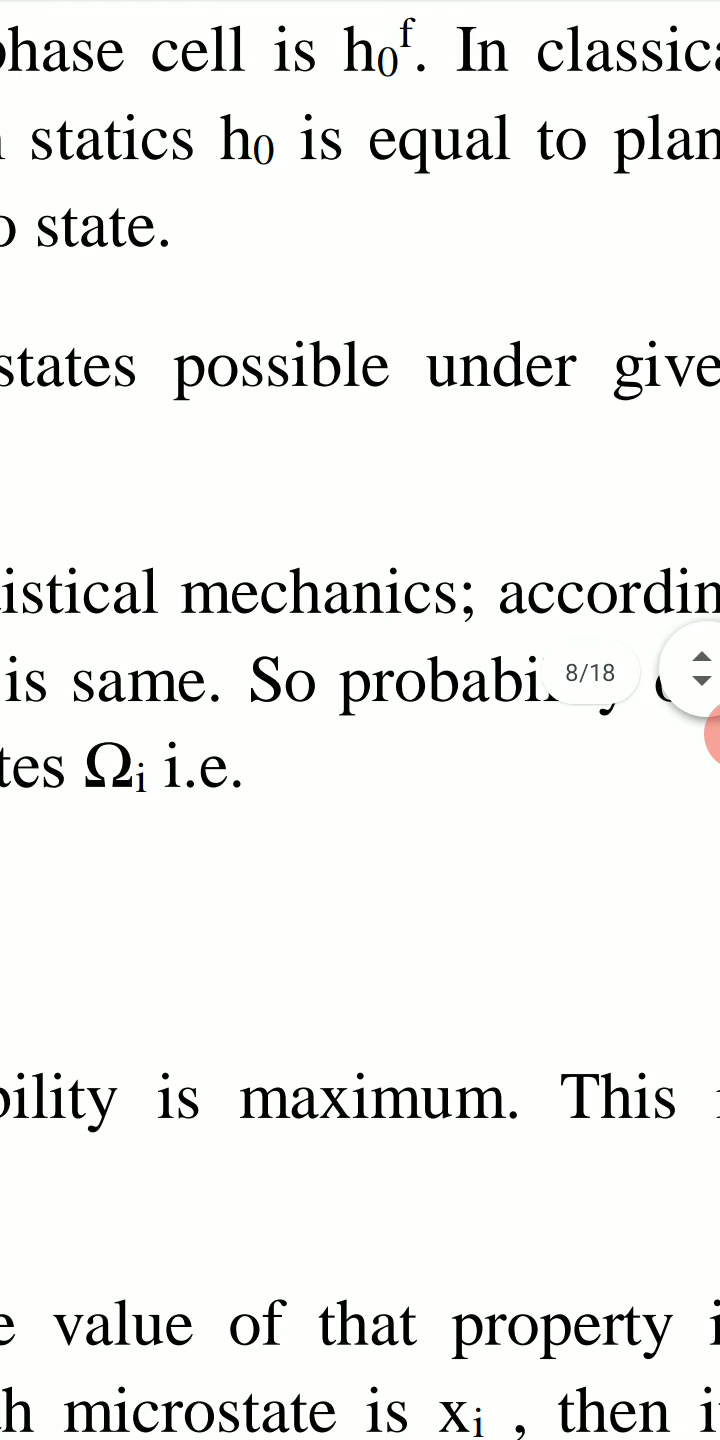 phase cell is h₀ᶠ. In classica
statics h₀ is equal to plan
o state.
states possible under give
istical mechanics; accordin
is same. So probabi
8/18
tes Ωᵢ i.e.
bility is maximum. This
e value of that property i
h microstate is xᵢ , then i